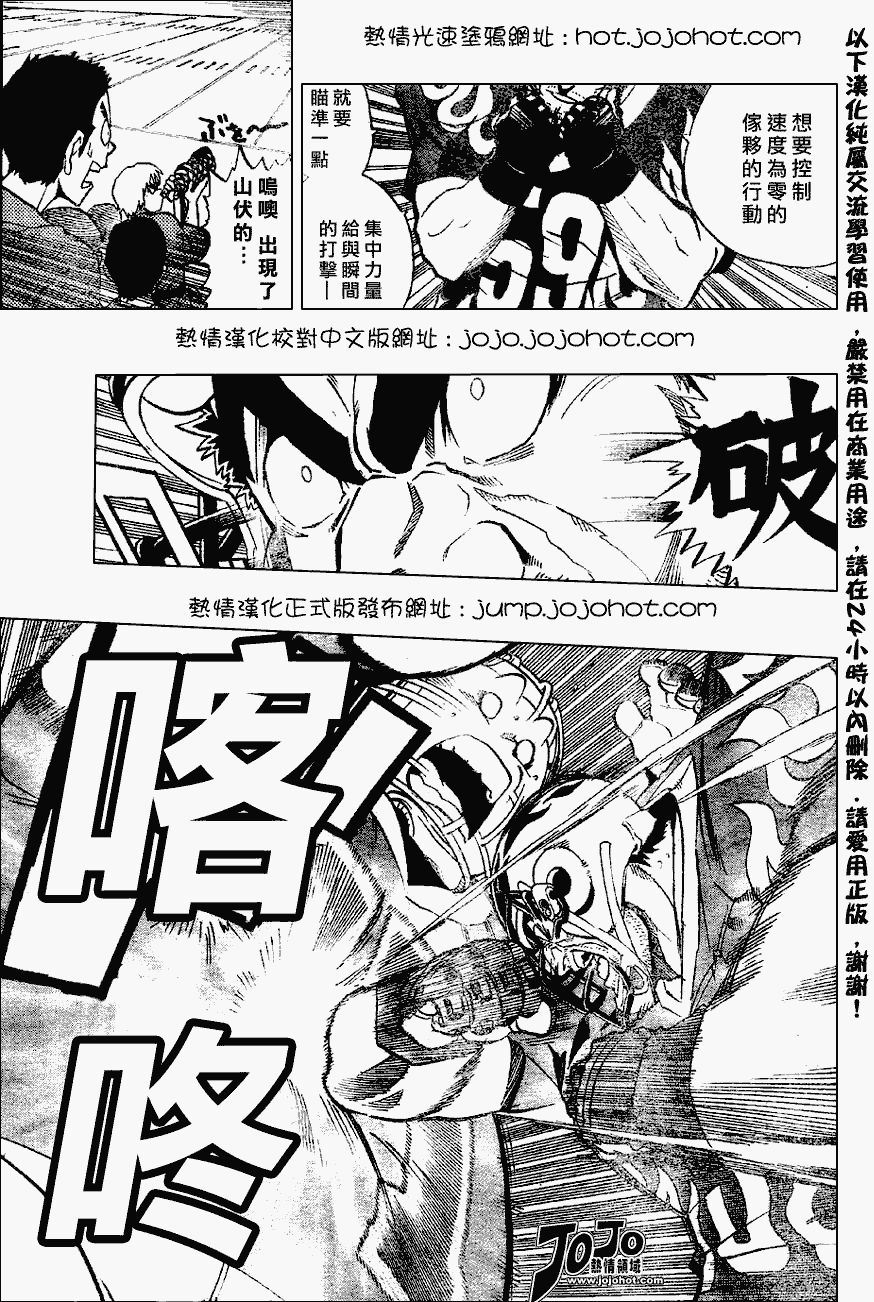 熱情光速塗鴉網址：hot.jojohot.com
想要控制
速度為零的
傢夥的行動
就要
瞄準一點
集中力量
給與瞬間
的打擊—
嗚噢 出現了
山伏的…
熱情漢化校對中文版網址：jojo.jojohot.com
破
熱情漢化正式版發布網址：jump.jojohot.com
喀
咚
59
JOJO
熱情領域
www.jojohot.com
以下漢化純屬交流學習使用，嚴禁用在商業用途，請在24小時以內刪除．請愛用正版，謝謝！